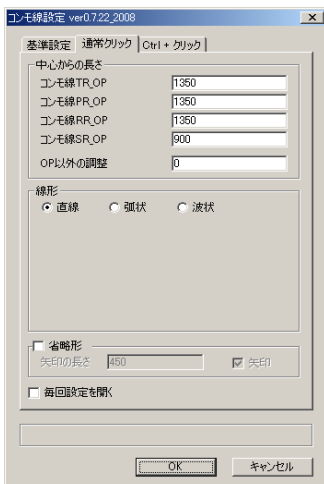 コンモ線設定 ver0.7.22_2008
基準設定 通常クリック Ctrl + クリック
中心からの長さ
コンモ線TR_OP 1350
コンモ線PR_OP 1350
コンモ線RR_OP 1350
コンモ線SR_OP 900
OP以外の調整 0
線形
直線 弧状 波状
省略形
矢印の長さ 450 矢印
毎回設定を開く
OK キャンセル